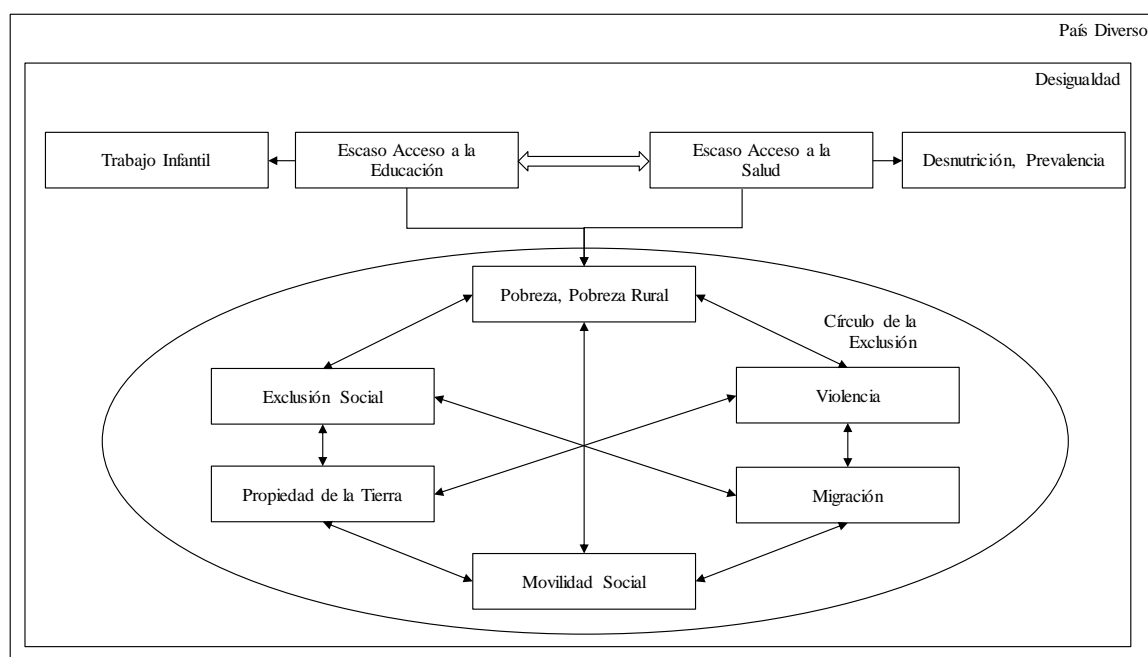 País Diverso
Desigualdad
Trabajo Infantil
Escaso Acceso a la
Educación
Escaso Acceso a la
Salud
Desnutrición, Prevalencia
Pobreza, Pobreza Rural
Círculo de la
Exclusión
Exclusión Social
Violencia
Propiedad de la Tierra
Migración
Movilidad Social